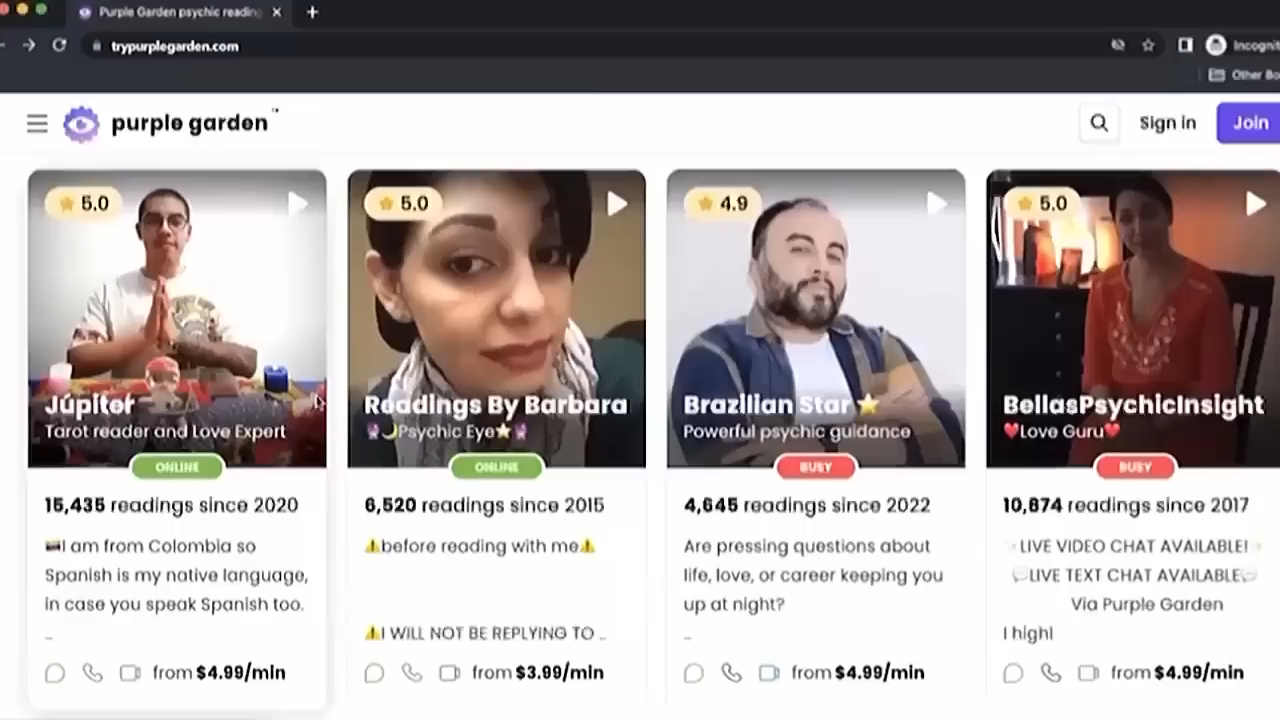 Purple Garden psychic reading
trypurplegarden.com
Incognit
Other Bo
purple garden
Sign in
Join
5.0
5.0
4.9
5.0
Júpiter
Tarot reader and Love Expert
ONLINE
15,435 readings since 2020
I am from Colombia so
Spanish is my native language,
in case you speak Spanish too.
..
from $4.99/min
Readings By Barbara
🔮🌙Psychic Eye⭐🔮
ONLINE
6,520 readings since 2015
⚠️before reading with me⚠️
⚠️I WILL NOT BE REPLYING TO ..
from $3.99/min
Brazilian Star ⭐
Powerful psychic guidance
BUSY
4,645 readings since 2022
Are pressing questions about
life, love, or career keeping you
up at night?
..
from $4.99/min
BellasPsychicInsight
❤️Love Guru❤️
BUSY
10,874 readings since 2017
LIVE VIDEO CHAT AVAILABLE!
💬LIVE TEXT CHAT AVAILABLE💬
Via Purple Garden
I highl
from $4.99/min